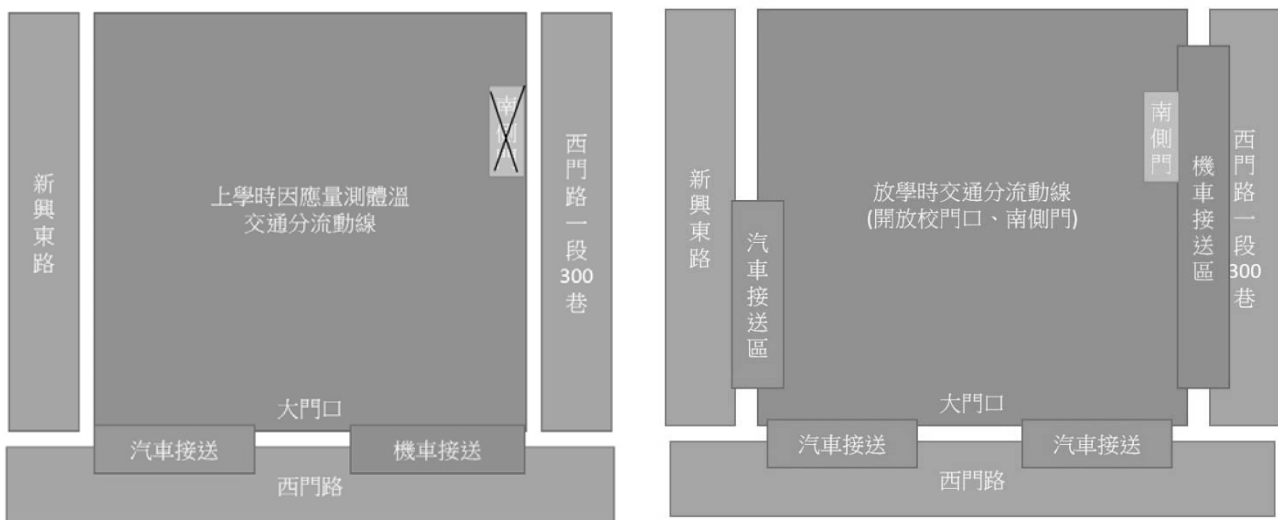 新興東路
上學時因應量測體溫
交通分流動線
南側門
西門路一段300巷
大門口
汽車接送
機車接送
西門路
新興東路
汽車接送區
放學時交通分流動線
(開放校門口、南側門)
南側門
機車接送區
西門路一段300巷
大門口
汽車接送
汽車接送
西門路